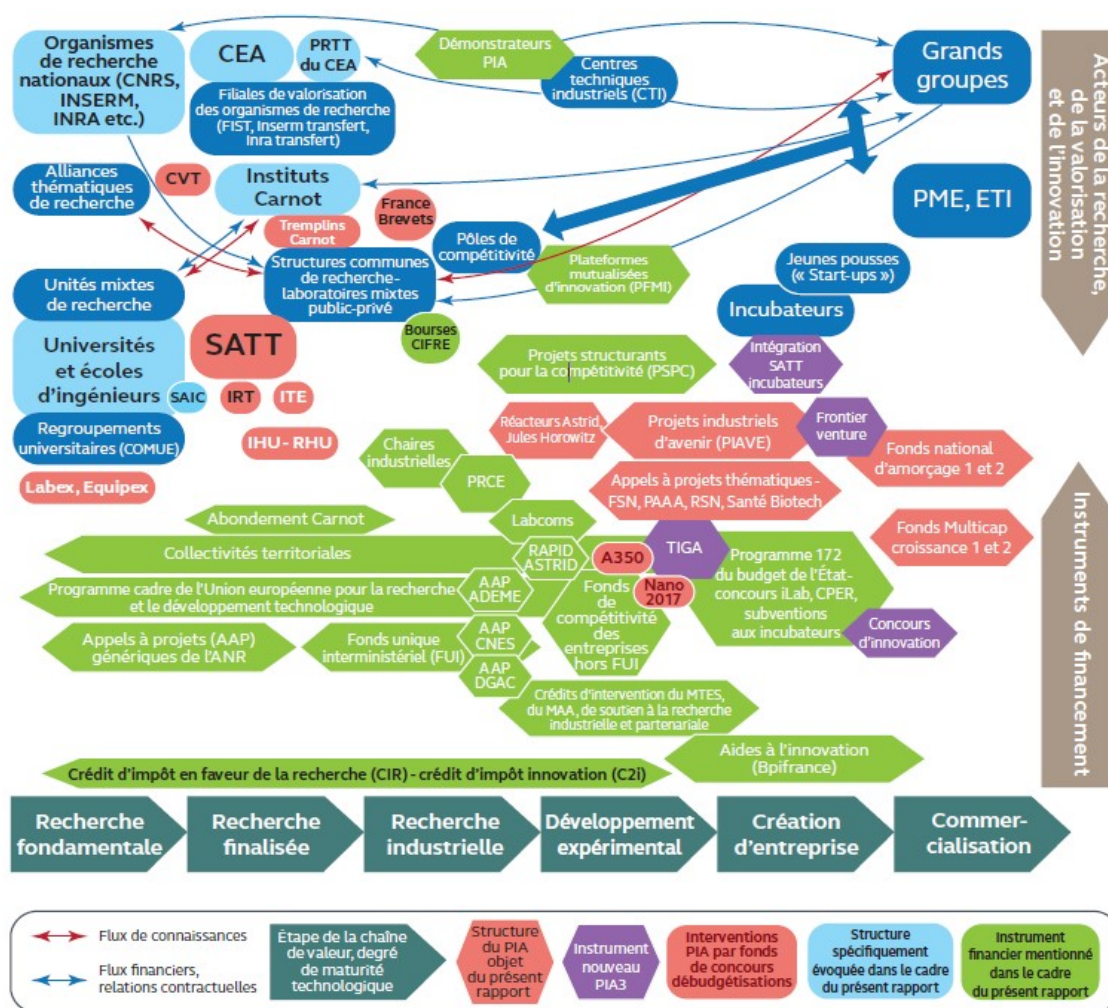 Organismes
de recherche
nationaux (CNRS,
INSERM,
INRA etc.)
CEA
PRTT
du CEA
Démonstrateurs
PIA
Centres
techniques
industriels (CTI)
Grands
groupes
Filiales de valorisation
des organismes de recherche
(FIST, Inserm transfert,
Inra transfert)
Alliances
thématiques
de recherche
CVT
Instituts
Carnot
Tremplins
Carnot
France
Brevets
PME, ETI
Pôles de
compétitivité
Structures communes
de recherche-
laboratoires mixtes
public-privé
Plateformes
mutualisées
d'innovation (PFMI)
Jeunes pousses
(« Start-ups »)
Incubateurs
Unités mixtes
de recherche
Universités
et écoles
d'ingénieurs
SAIC
SATT
IRT
ITE
Bourses
CIFRE
Projets structurants
pour la compétitivité (PSPC)
Intégration
SATT
incubateurs
Regroupements
universitaires (COMUE)
IHU - RHU
Labex, Equipex
Chaires
industrielles
PRCE
Réacteurs Astrid,
Jules Horowitz
Projets industriels
d'avenir (PIAVE)
Frontier
venture
Fonds national
d'amorçage 1 et 2
Appels à projets thématiques -
FSN, PAAA, RSN, Santé Biotech
Abondement Carnot
Labcoms
Fonds Multicap
croissance 1 et 2
Collectivités territoriales
RAPID
ASTRID
A350
TIGA
Programme 172
du budget de l'État-
concours iLab, CPER,
subventions
aux incubateurs
Programme cadre de l'Union européenne pour la recherche
et le développement technologique
AAP
ADEME
Nano
2017
Fonds
de
compétitivité
des
entreprises
hors FUI
Concours
d'innovation
Appels à projets (AAP)
génériques de l'ANR
Fonds unique
interministériel (FUI)
AAP
CNES
AAP
DGAC
Crédits d'intervention du MTES,
du MAA, de soutien à la recherche
industrielle et partenariale
Aides à l'innovation
(Bpifrance)
Crédit d'impôt en faveur de la recherche (CIR) - crédit d'impôt innovation (C2i)
Acteurs de la recherche,
de la valorisation
et de l'innovation
Instruments de financement
Recherche
fondamentale
Recherche
finalisée
Recherche
industrielle
Développement
expérimental
Création
d'entreprise
Commer-
cialisation
Flux de connaissances
Flux financiers,
relations contractuelles
Étape de la chaîne
de valeur, degré
de maturité
technologique
Structure
du PIA
objet
du présent
rapport
Instrument
nouveau
PIA3
Interventions
PIA par fonds
de concours
débudgétisations
Structure
spécifiquement
évoquée dans le cadre
du présent rapport
Instrument
financier mentionné
dans le cadre
du présent rapport